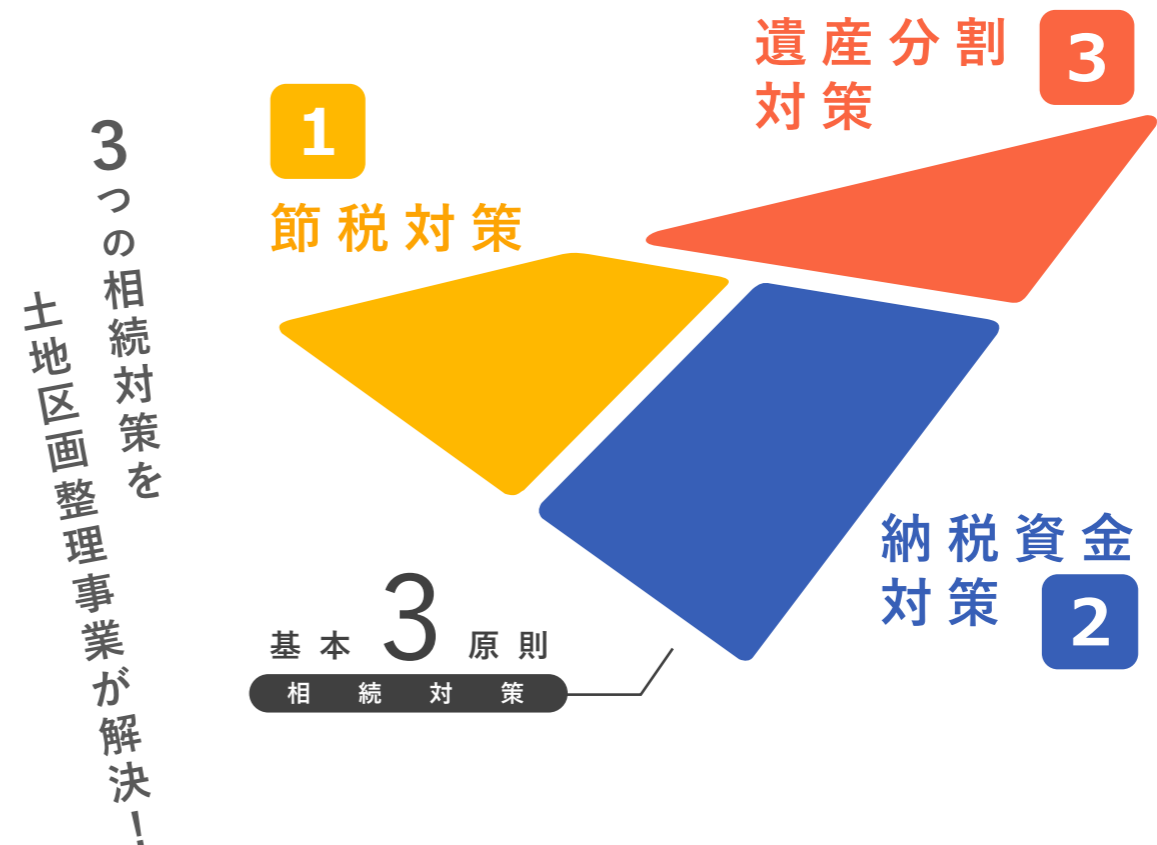 3つの相続対策を
土地区画整理事業が解決！
1
節税対策
遺産分割
対策
3
納税資金
対策
2
基本3原則
相続対策